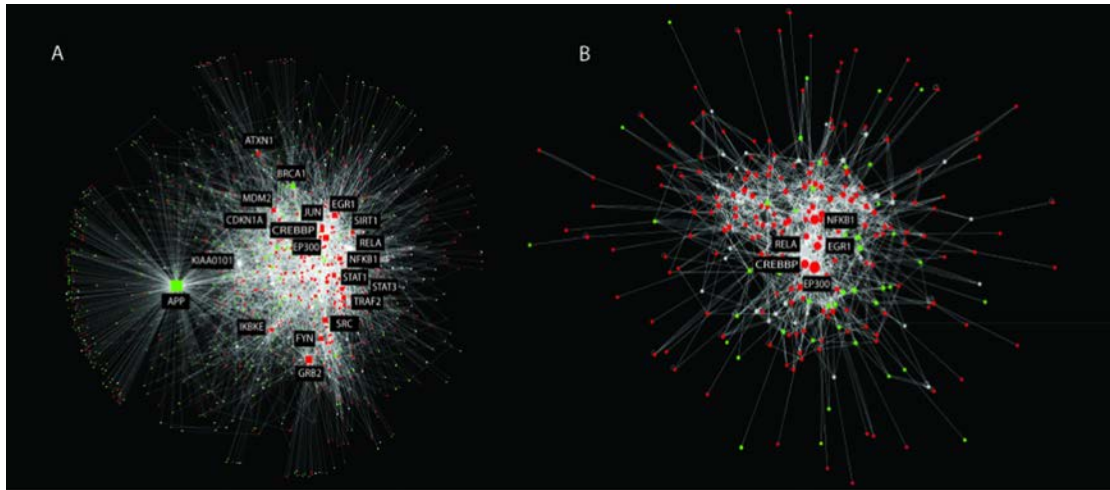 A
ATXN1
BRCA1
MDM2
JUN
EGR1
CDKN1A
SIRT1
CREBBP
EP300
RELA
KIAA0101
NFKB1
STAT1
STAT3
APP
TRAF2
IKBKE
SRC
FYN
GRB2
B
NFKB1
RELA
EGR1
CREBBP
EP300